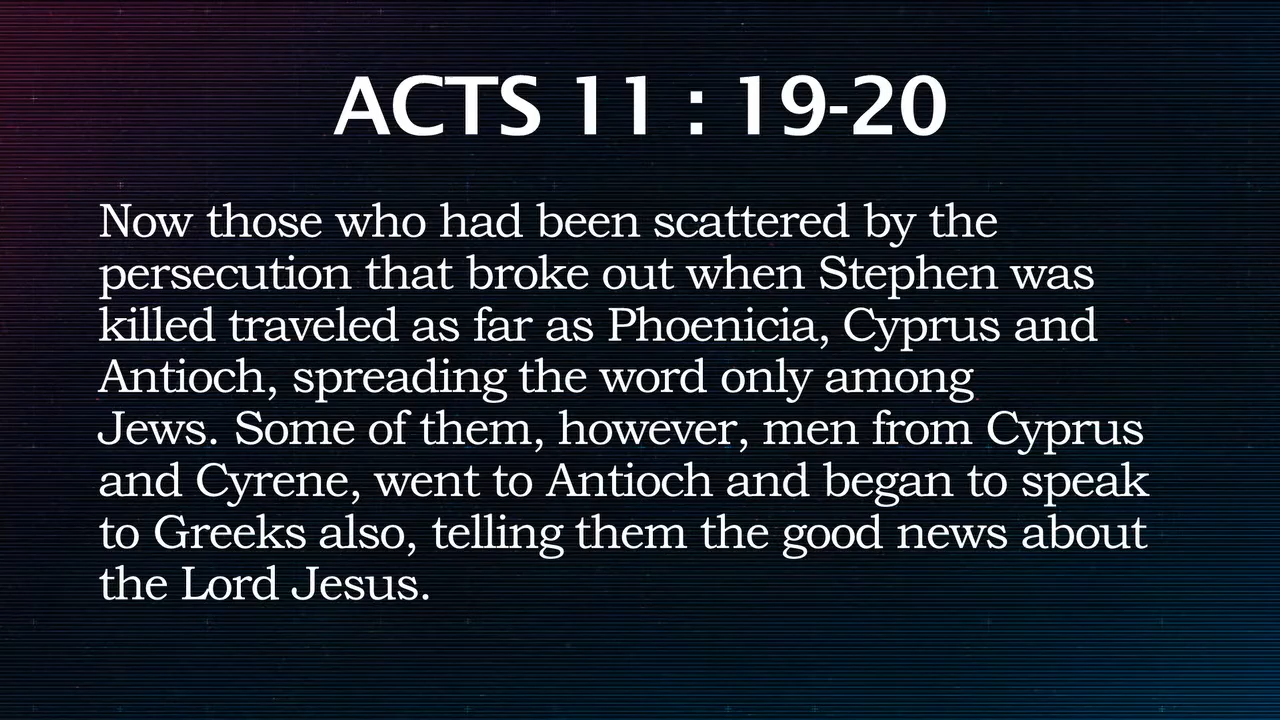 ACTS 11 : 19-20
Now those who had been scattered by the
persecution that broke out when Stephen was
killed traveled as far as Phoenicia, Cyprus and
Antioch, spreading the word only among
Jews. Some of them, however, men from Cyprus
and Cyrene, went to Antioch and began to speak
to Greeks also, telling them the good news about
the Lord Jesus.